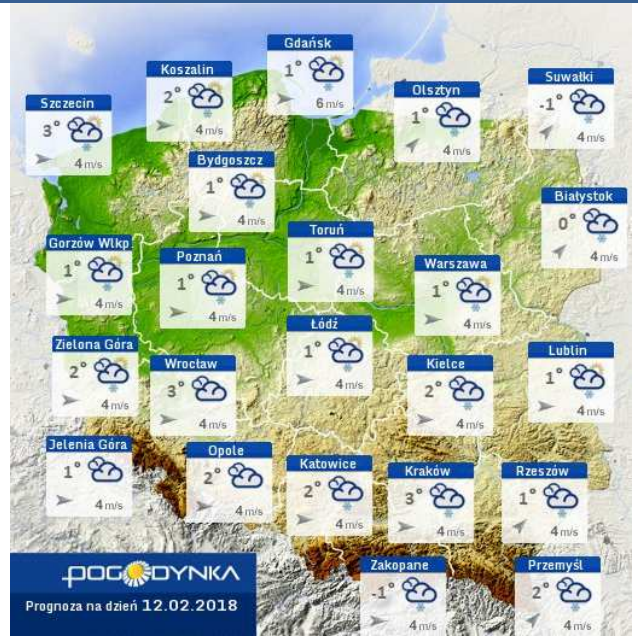 Gdańsk
1°
6 m/s
Koszalin
2°
4 m/s
Suwałki
-1°
4 m/s
Olsztyn
1°
4 m/s
Szczecin
3°
4 m/s
Bydgoszcz
1°
4 m/s
Białystok
0°
4 m/s
Toruń
1°
4 m/s
Gorzów Wlkp
1°
4 m/s
Poznań
1°
4 m/s
Warszawa
1°
4 m/s
Łódź
1°
4 m/s
Zielona Góra
2°
4 m/s
Wrocław
3°
4 m/s
Kielce
2°
4 m/s
Lublin
1°
4 m/s
Jelenia Góra
1°
4 m/s
Opole
2°
4 m/s
Katowice
2°
4 m/s
Kraków
3°
4 m/s
Rzeszów
1°
4 m/s
Zakopane
-1°
4 m/s
Przemyśl
2°
4 m/s
POGODYNKA
Prognoza na dzień 12.02.2018